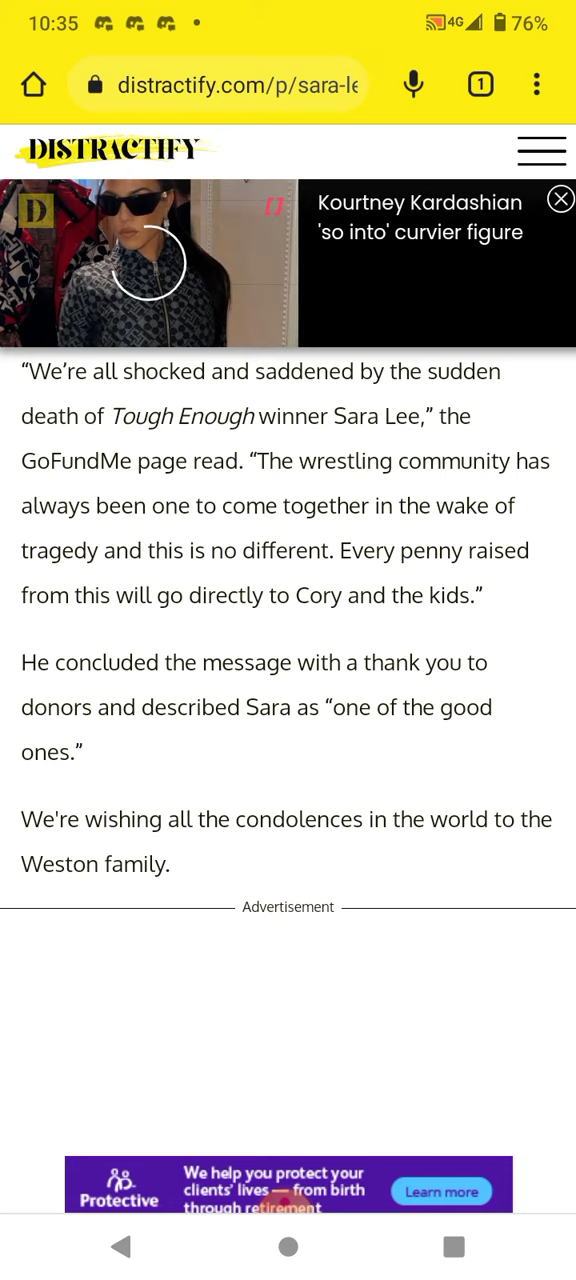 10:35
4G
76%
distractify.com/p/sara-le
1
DISTRACTIFY
D
[]
Kourtney Kardashian
'so into' curvier figure
“We’re all shocked and saddened by the sudden
death of Tough Enough winner Sara Lee,” the
GoFundMe page read. “The wrestling community has
always been one to come together in the wake of
tragedy and this is no different. Every penny raised
from this will go directly to Cory and the kids.”
He concluded the message with a thank you to
donors and described Sara as “one of the good
ones.”
We're wishing all the condolences in the world to the
Weston family.
Advertisement
Protective
We help you protect your
clients' lives — from birth
through retirement
Learn more